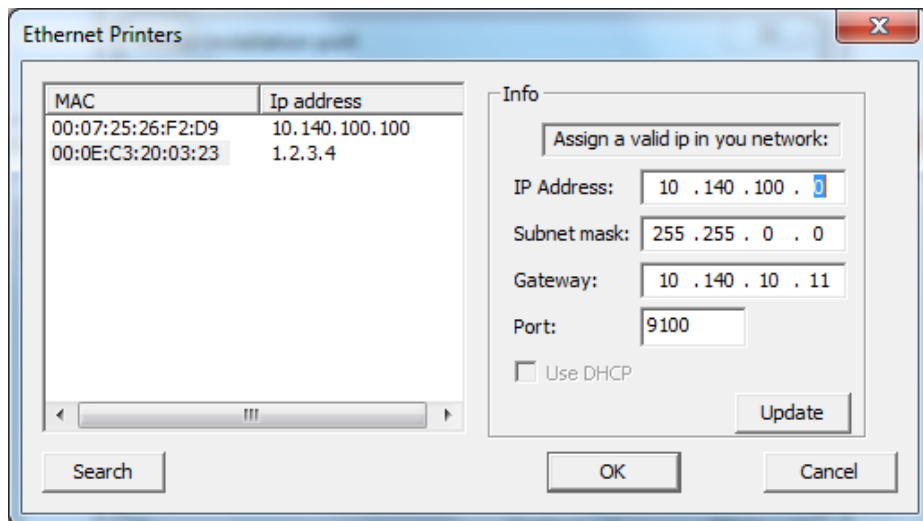 Ethernet Printers
MAC Ip address
00:07:25:26:F2:D9 10.140.100.100
00:0E:C3:20:03:23 1.2.3.4
Info
Assign a valid ip in you network:
IP Address: 10 .140 .100 . 0
Subnet mask: 255 .255 . 0 . 0
Gateway: 10 .140 . 10 . 11
Port: 9100
Use DHCP
Update
Search OK Cancel